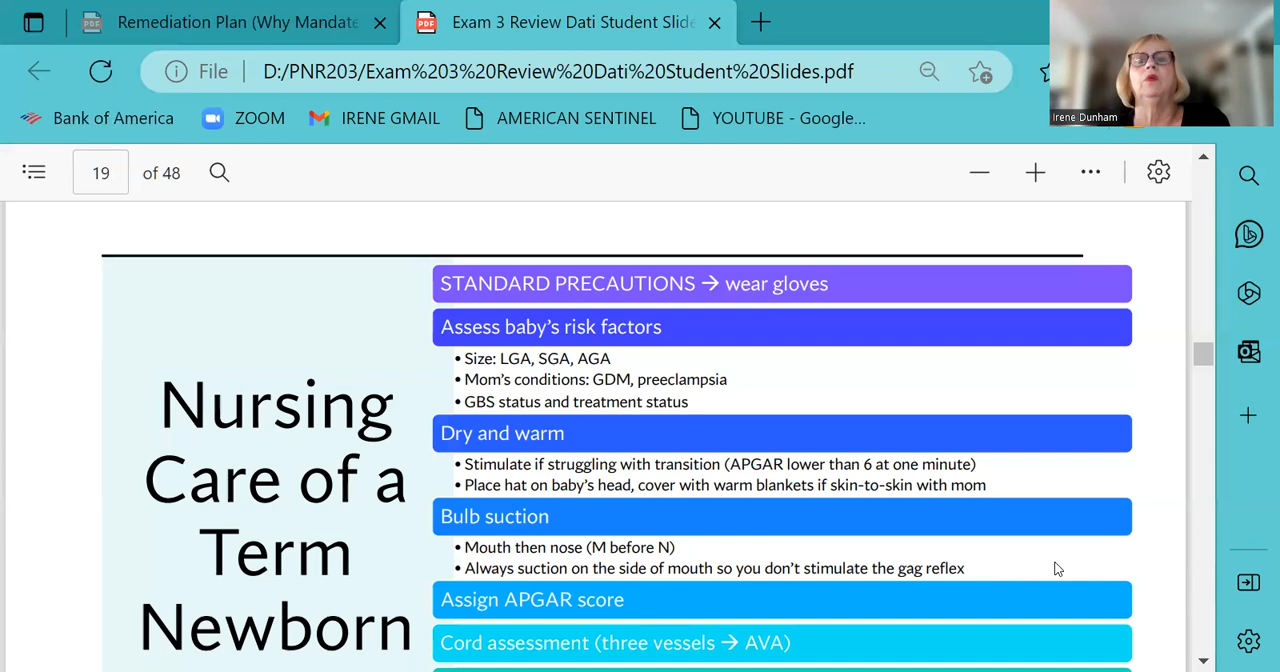 Remediation Plan (Why Mandate
Exam 3 Review Dati Student Slide
File
D:/PNR203/Exam%203%20Review%20Dati%20Student%20Slides.pdf
Irene Dunham
Bank of America
ZOOM
IRENE GMAIL
AMERICAN SENTINEL
YOUTUBE - Google...
19 of 48
Nursing
Care of a
Term
Newborn
STANDARD PRECAUTIONS → wear gloves
Assess baby's risk factors
• Size: LGA, SGA, AGA
• Mom's conditions: GDM, preeclampsia
• GBS status and treatment status
Dry and warm
• Stimulate if struggling with transition (APGAR lower than 6 at one minute)
• Place hat on baby's head, cover with warm blankets if skin-to-skin with mom
Bulb suction
• Mouth then nose (M before N)
• Always suction on the side of mouth so you don't stimulate the gag reflex
Assign APGAR score
Cord assessment (three vessels → AVA)